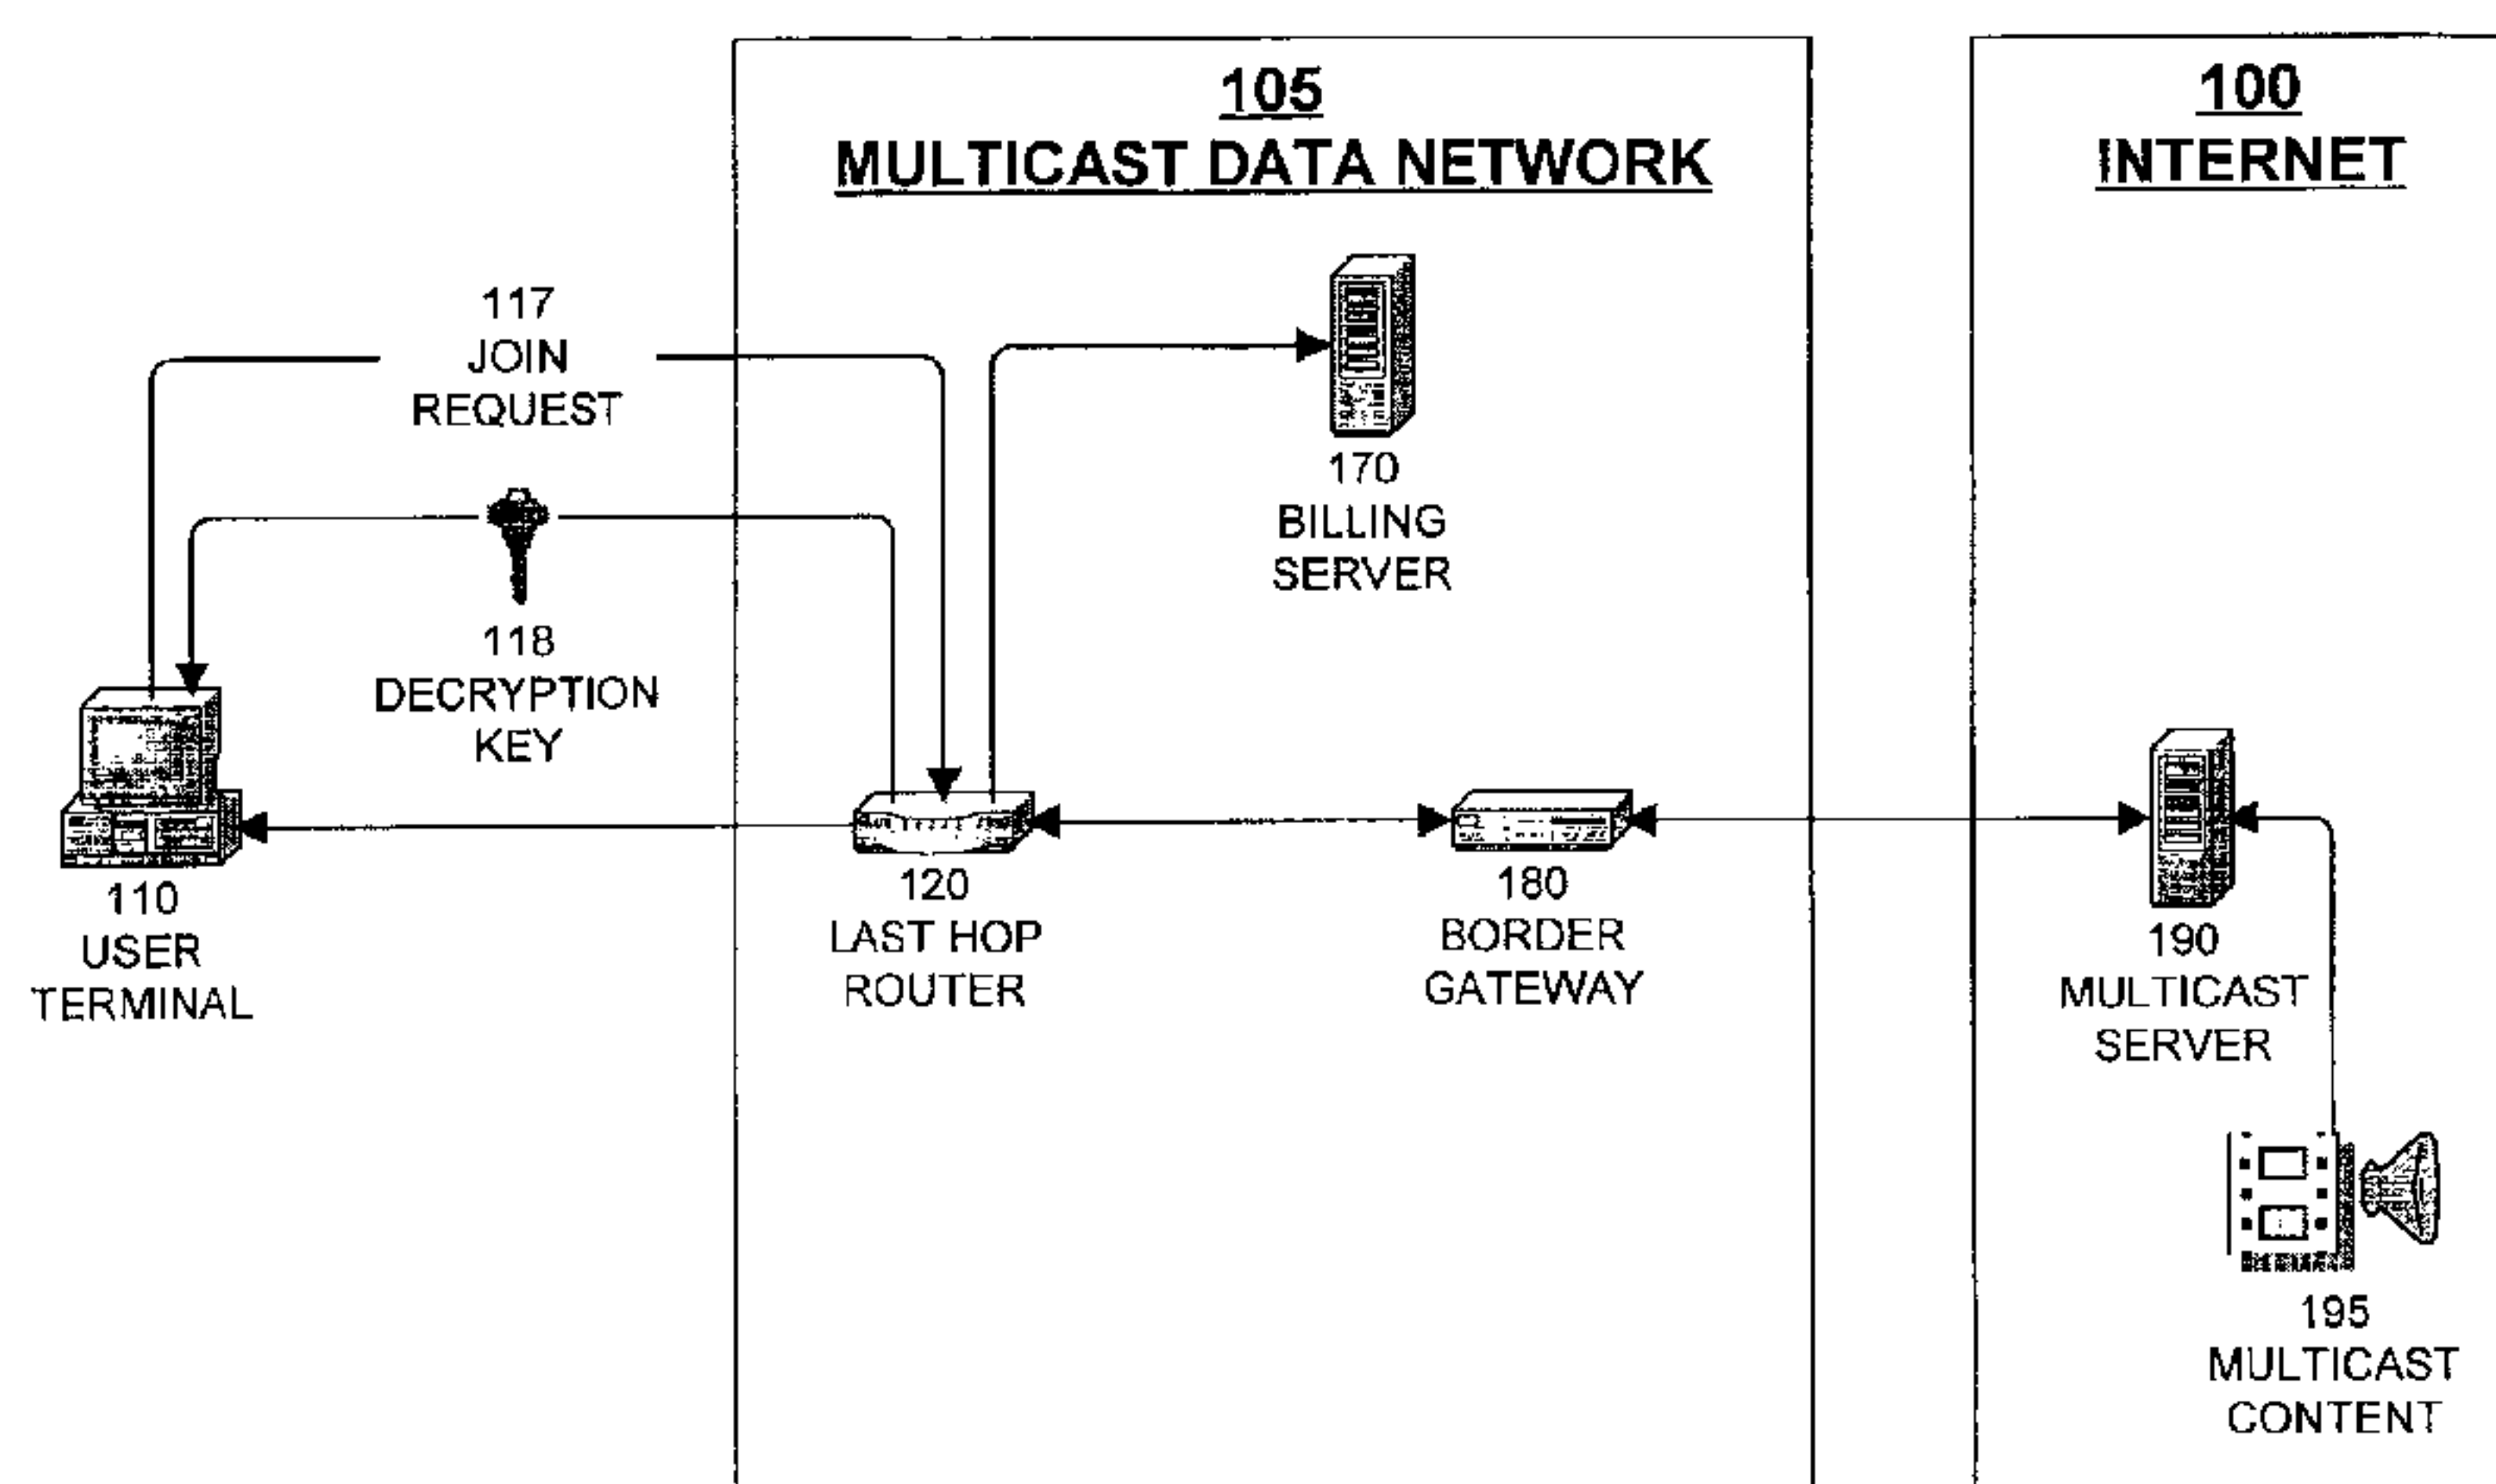 105
MULTICAST DATA NETWORK
100
INTERNET
117
JOIN
REQUEST
170
BILLING
SERVER
118
DECRYPTION
KEY
110
USER
TERMINAL
120
LAST HOP
ROUTER
180
BORDER
GATEWAY
190
MULTICAST
SERVER
195
MULTICAST
CONTENT